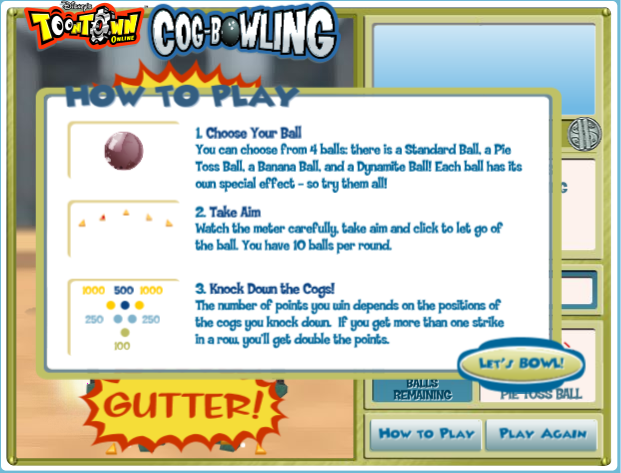 Disney's
TOONTOWN
ONLINE
COG-BOWLING
HOW TO PLAY
1. Choose Your Ball
You can choose from 4 balls: there is a Standard Ball, a Pie
Toss Ball, a Banana Ball, and a Dynamite Ball! Each ball has its
own special effect - so try them all!
2. Take Aim
Watch the meter carefully, take aim and click to let go of
the ball. You have 10 balls per round.
3. Knock Down the Cogs!
1000 500 1000
250 250
100
The number of points you win depends on the positions of
the cogs you knock down. If you get more than one strike
in a row, you'll get double the points.
LET'S BOWL!
BALLS
REMAINING
PIE TOSS BALL
GUTTER!
HOW TO PLAY
PLAY AGAIN